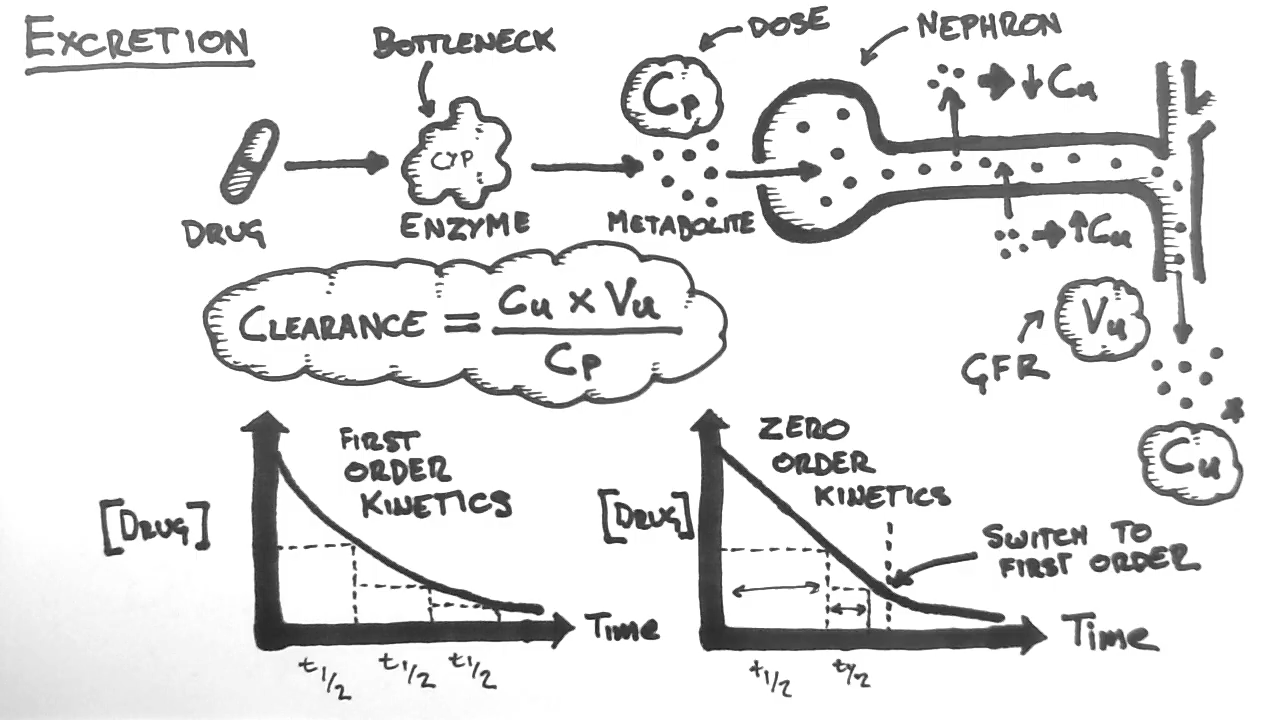 EXCRETION
BOTTLENECK
DOSE
NEPHRON
Cp
↓Cu
CYP
DRUG
ENZYME
METABOLITE
↑Cu
CLEARANCE = Cu x Vu
Cp
Vu
GFR
*
Cu
FIRST
ORDER
KINETICS
[DRUG]
Time
t1/2
t1/2
t1/2
ZERO
ORDER
KINETICS
[DRUG]
SWITCH TO
FIRST ORDER
Time
t1/2
t1/2